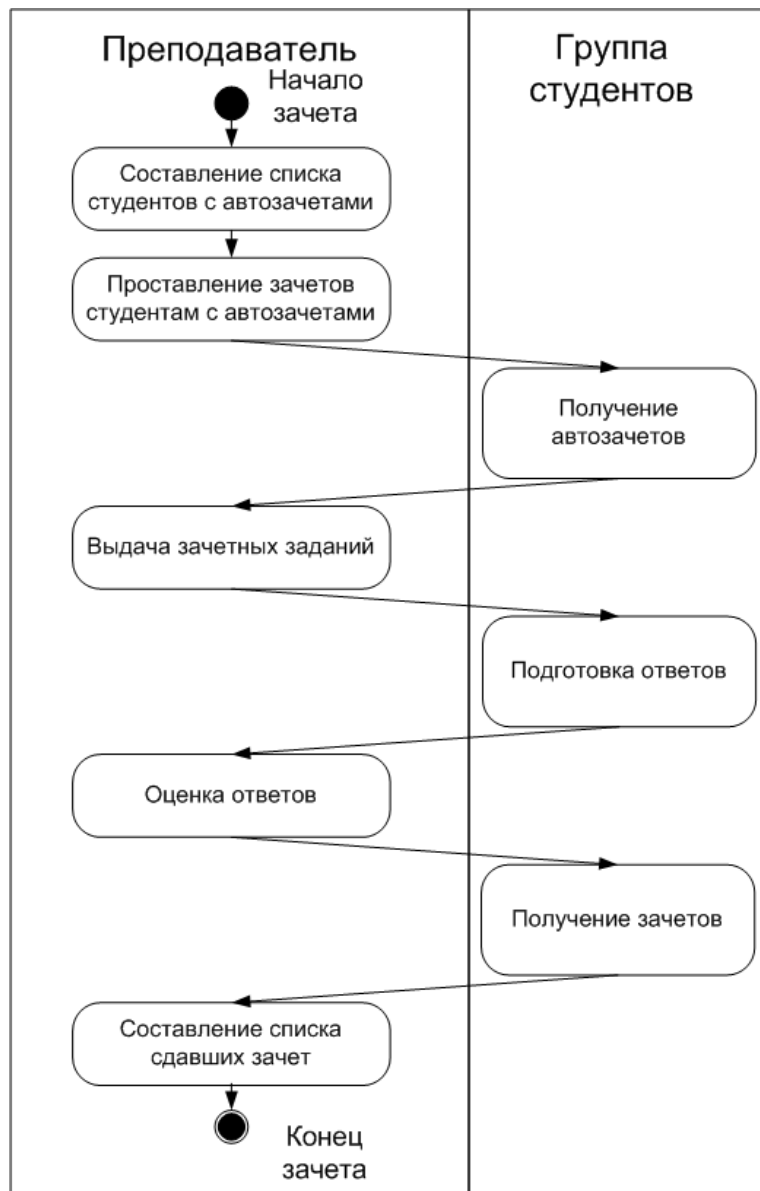 Преподаватель
Группа
студентов
Начало
зачета
Составление списка
студентов с автозачетами
Проставление зачетов
студентам с автозачетами
Получение
автозачетов
Выдача зачетных заданий
Подготовка ответов
Оценка ответов
Получение зачетов
Составление списка
сдавших зачет
Конец
зачета